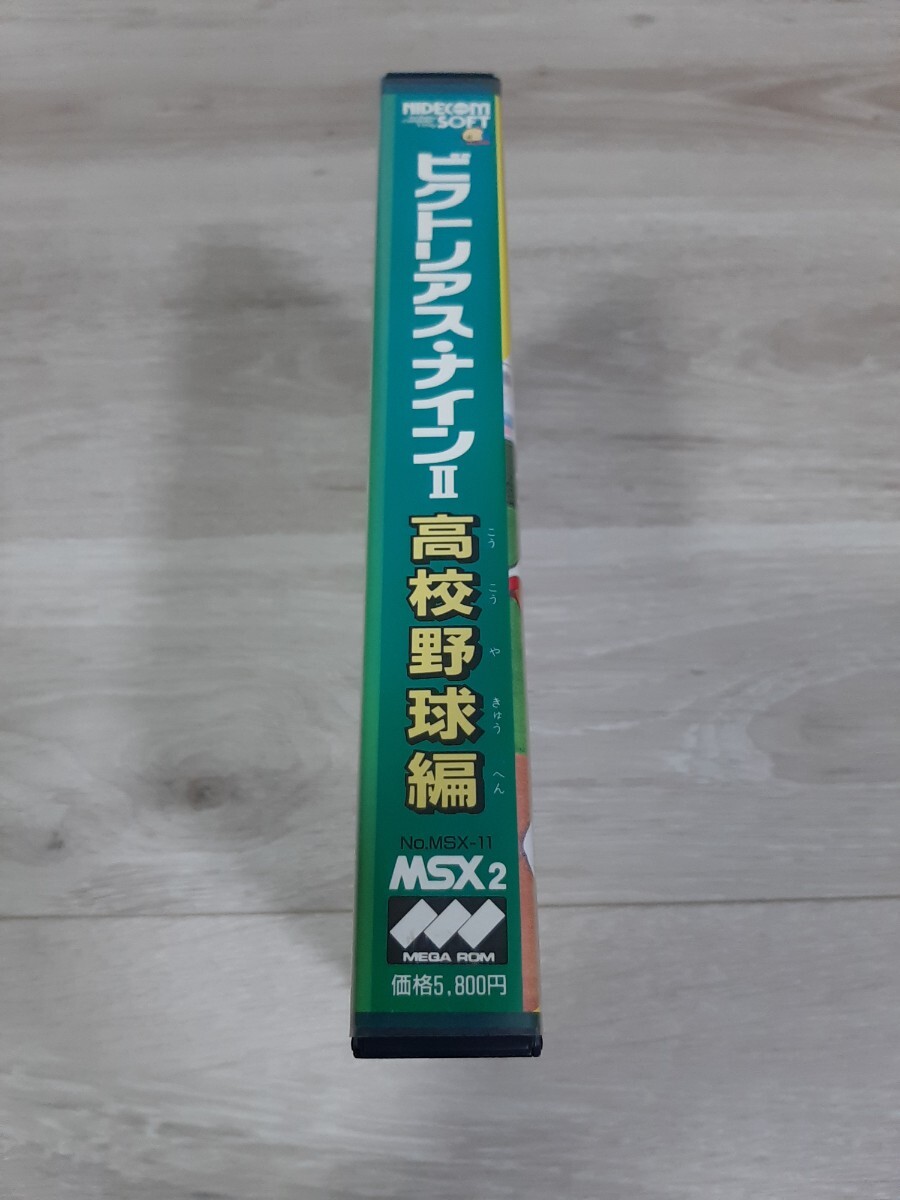 NIDECOM
SOFT
ビクトリアス・ナインII
高校野球編
こうこうやきゅうへん
No.MSX-11
MSX2
MEGA ROM
価格5,800円